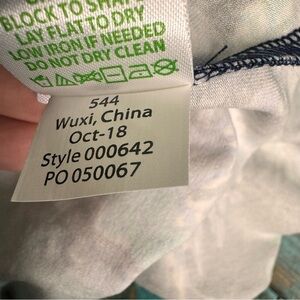 BLOCK TO SHAPE
LAY FLAT TO DRY
LOW IRON IF NEEDED
DO NOT DRY CLEAN
544
Wuxi, China
Oct-18
Style 000642
PO 050067